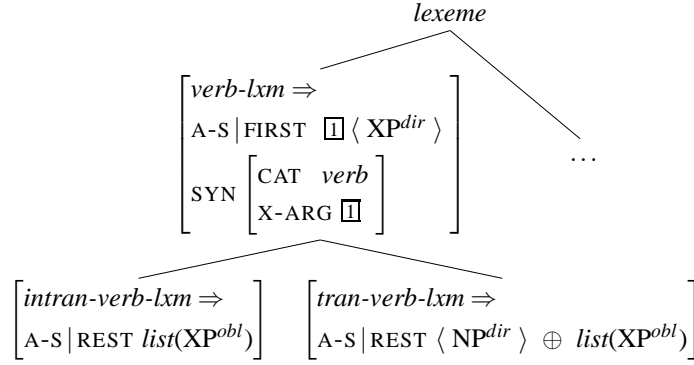 lexeme
verb-lxm ⇒
A-S|FIRST 1 ⟨ XP^dir ⟩
SYN
CAT verb
X-ARG 1
...
intran-verb-lxm ⇒
A-S|REST list(XP^obl)
tran-verb-lxm ⇒
A-S|REST ⟨ NP^dir ⟩ ⊕ list(XP^obl)